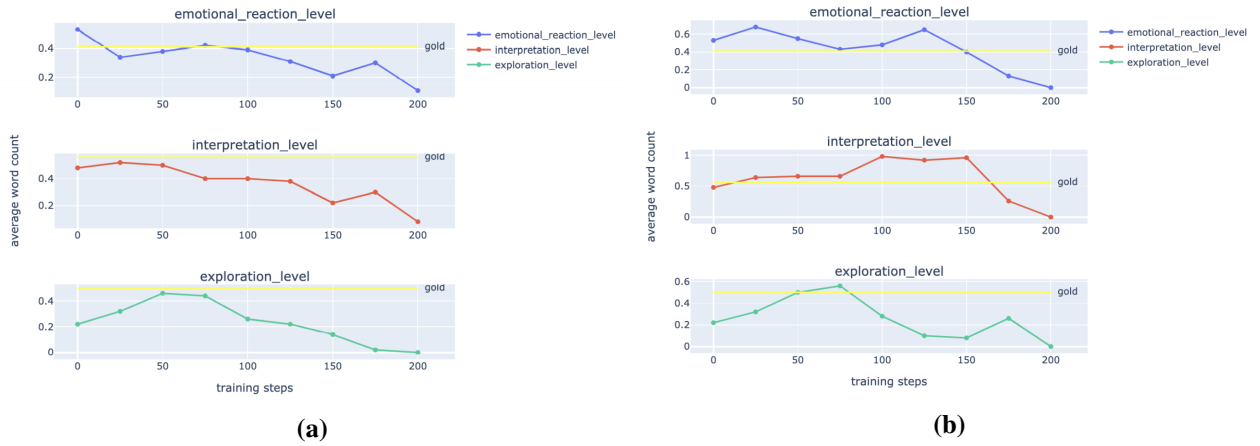 emotional_reaction_level
0.4
0.2
gold
0
50
100
150
200
emotional_reaction_level
interpretation_level
exploration_level
interpretation_level
0.4
0.2
gold
0
50
100
150
200
average word count
exploration_level
0.4
0.2
0
gold
0
50
100
150
200
training steps
(a)
emotional_reaction_level
0.6
0.4
0.2
0
gold
0
50
100
150
200
emotional_reaction_level
interpretation_level
exploration_level
interpretation_level
1
0.5
0
gold
0
50
100
150
200
average word count
exploration_level
0.6
0.4
0.2
0
gold
0
50
100
150
200
training steps
(b)